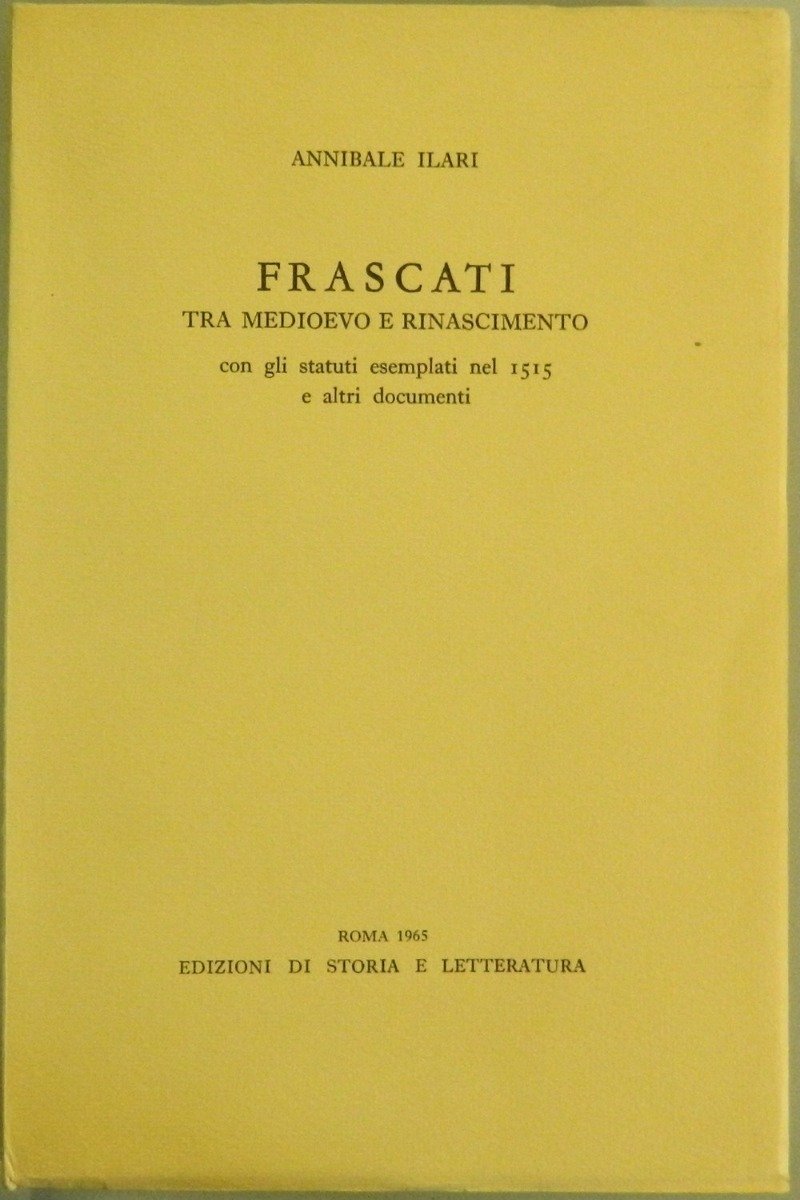 ANNIBALE ILARI
FRASCATI
TRA MEDIOEVO E RINASCIMENTO
con gli statuti esemplati nel 1515
e altri documenti
ROMA 1965
EDIZIONI DI STORIA E LETTERATURA